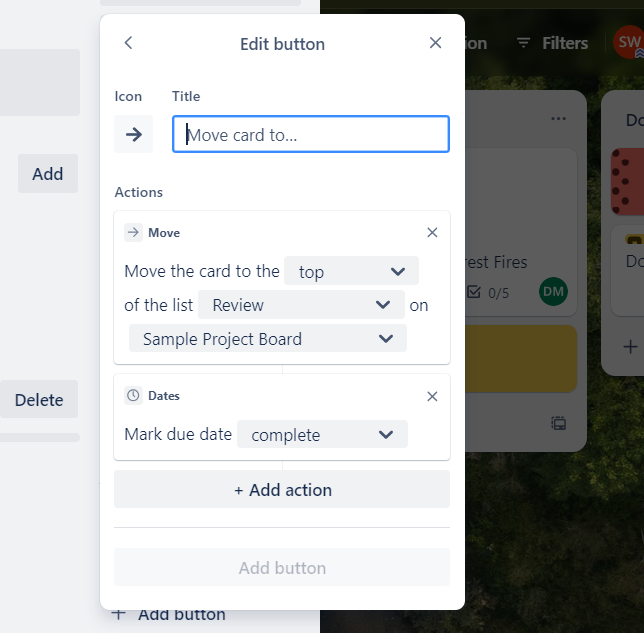 Edit button
ion
Filters
SW
Icon
Title
Move card to...
Do
Add
Actions
Move
Move the card to the top
rest Fires
Do
of the list Review on
0/5
DM
Sample Project Board
Dates
Delete
Mark due date complete
+ Add action
Add button
+ Add button